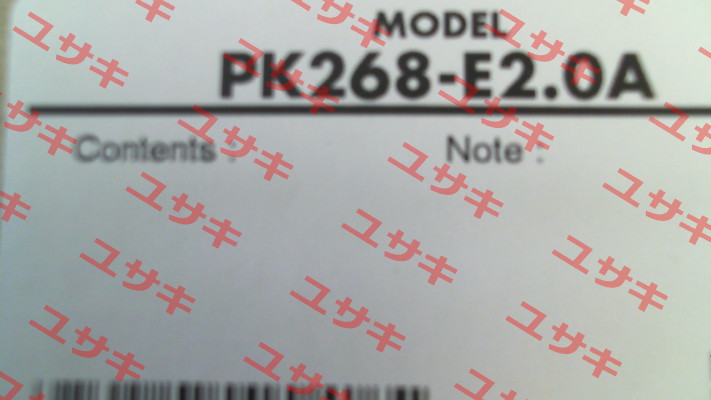 MODEL
PK268-E2.0A
Contents :
Note :
ユサキ